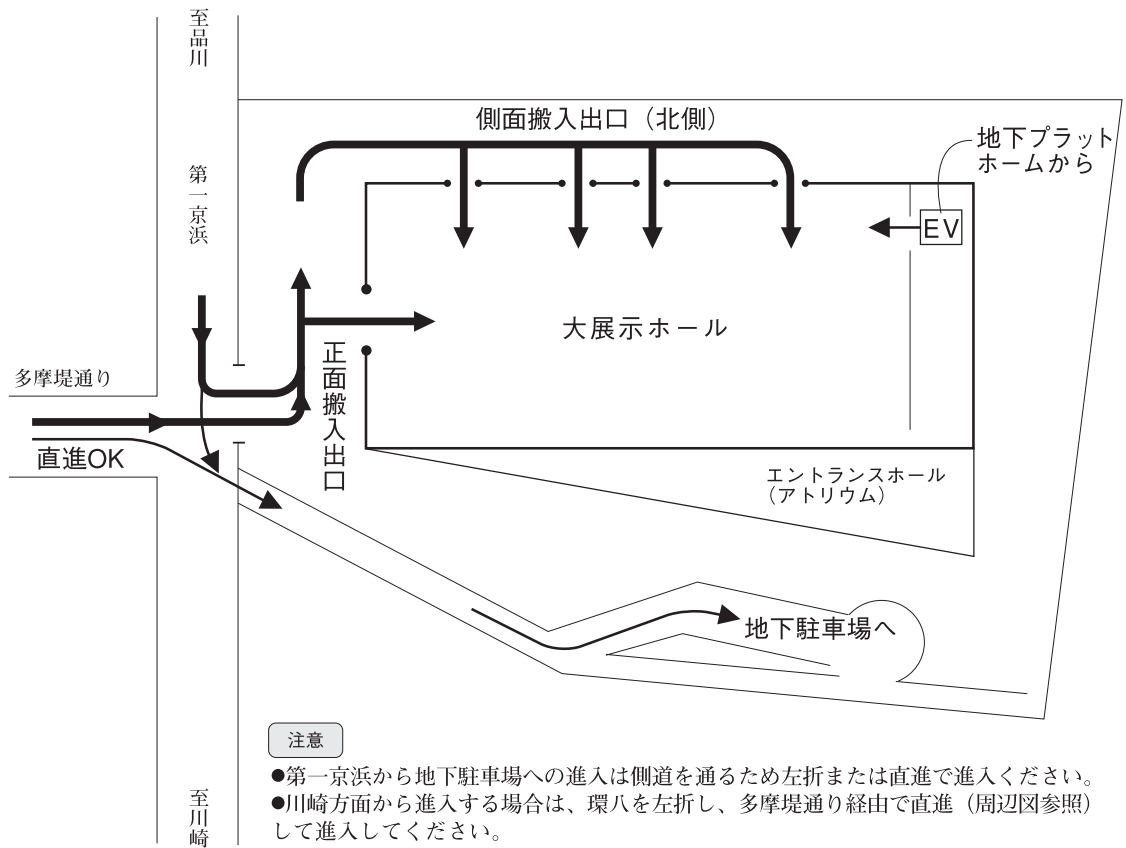 至品川
側面搬入出口（北側）
地下プラット
ホームから
第一京浜
EV
大展示ホール
正面搬入出口
多摩堤通り
直進OK
エントランスホール
（アトリウム）
地下駐車場へ
至川崎
注意
●第一京浜から地下駐車場への進入は側道を通るため左折または直進で進入ください。
●川崎方面から進入する場合は、環八を左折し、多摩堤通り経由で直進（周辺図参照）
して進入してください。